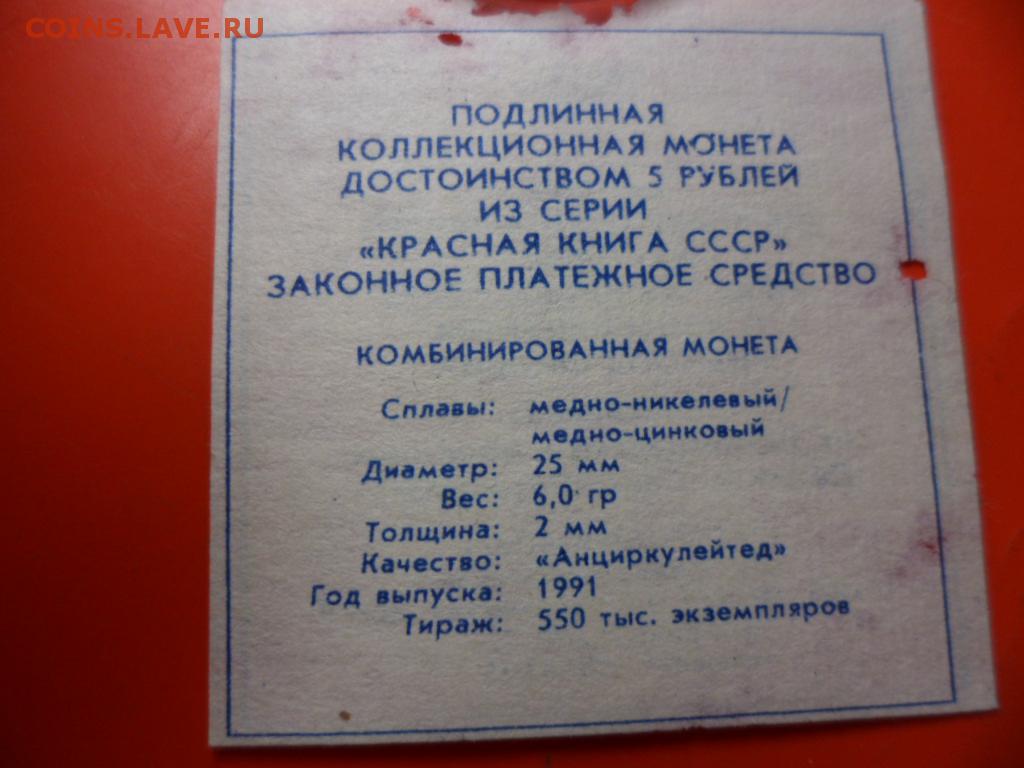 COINS.LAVE.RU
ПОДЛИННАЯ
КОЛЛЕКЦИОННАЯ МОНЕТА
ДОСТОИНСТВОМ 5 РУБЛЕЙ
ИЗ СЕРИИ
«КРАСНАЯ КНИГА СССР»
ЗАКОННОЕ ПЛАТЕЖНОЕ СРЕДСТВО
КОМБИНИРОВАННАЯ МОНЕТА
Сплавы: медно-никелевый/
медно-цинковый
Диаметр: 25 мм
Вес: 6,0 гр
Толщина: 2 мм
Качество: «Анциркулейтед»
Год выпуска: 1991
Тираж: 550 тыс. экземпляров